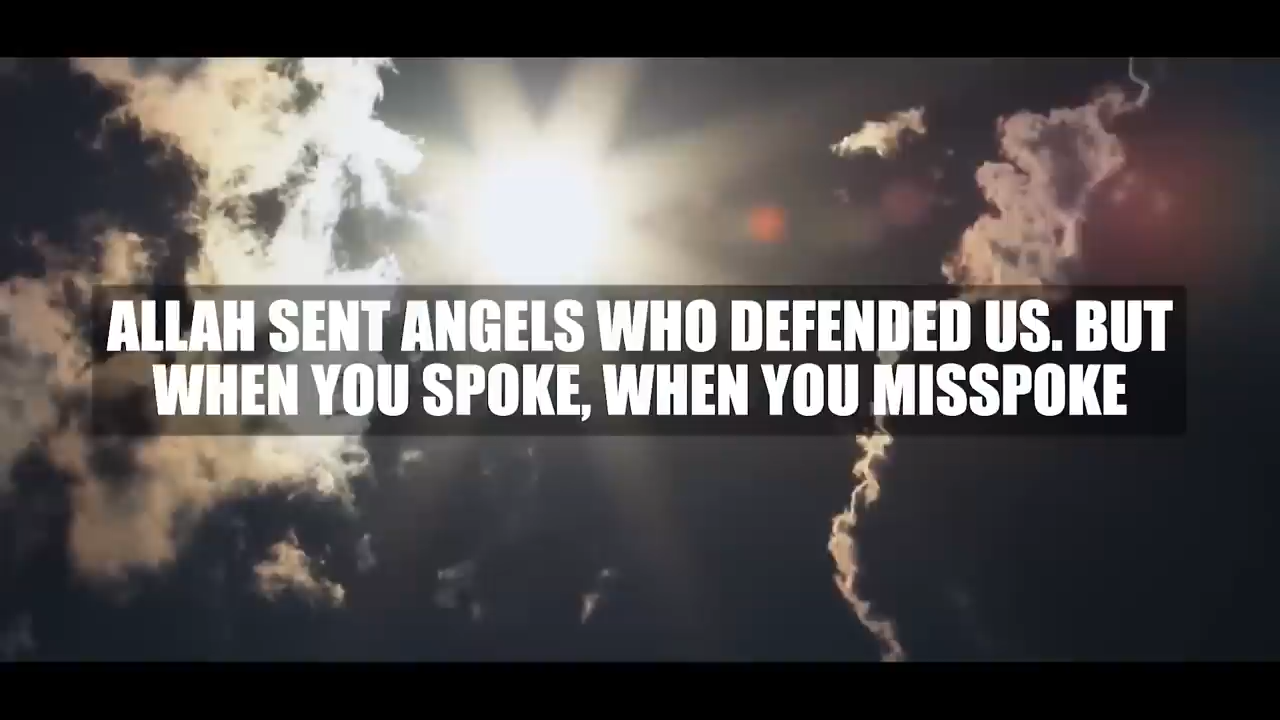 ALLAH SENT ANGELS WHO DEFENDED US. BUT
WHEN YOU SPOKE, WHEN YOU MISSPOKE